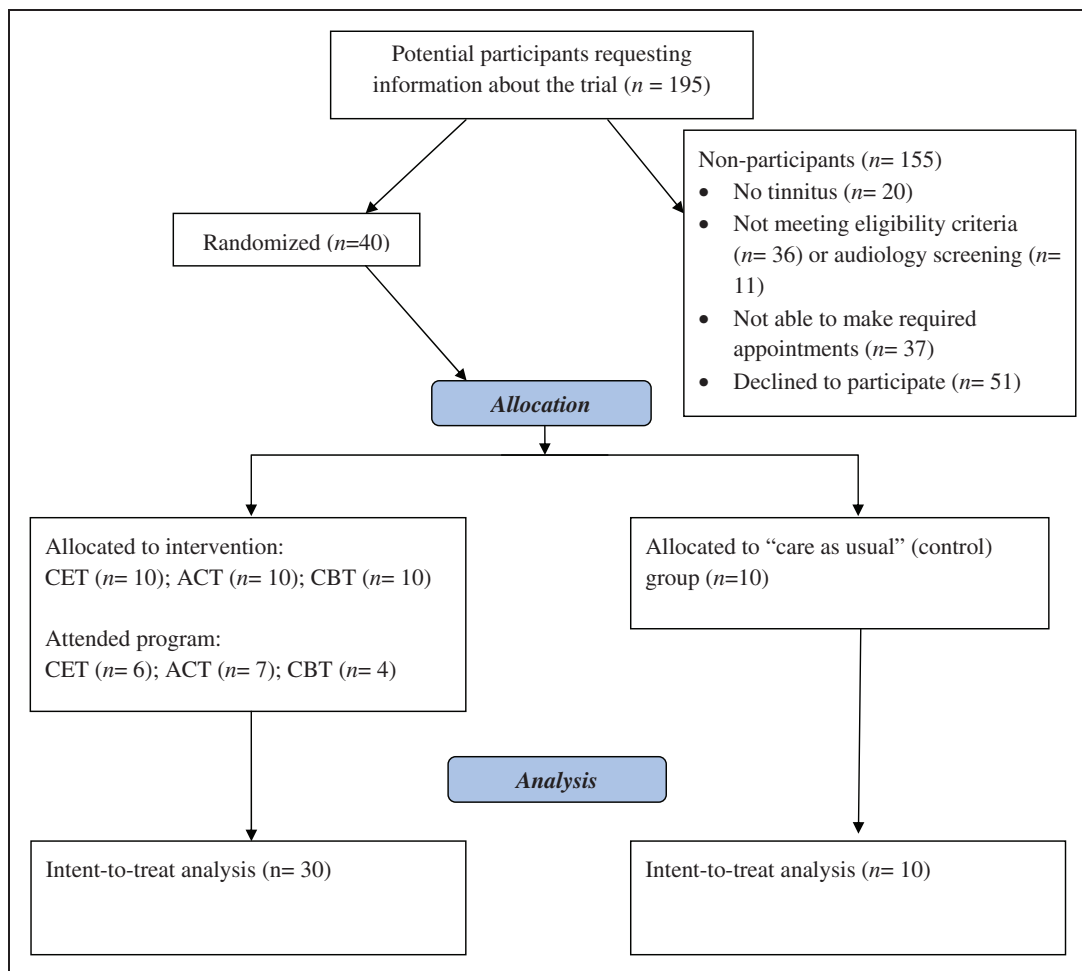 Potential participants requesting
information about the trial (n = 195)
Non-participants (n= 155)
• No tinnitus (n= 20)
• Not meeting eligibility criteria
(n= 36) or audiology screening (n=
11)
• Not able to make required
appointments (n= 37)
• Declined to participate (n= 51)
Randomized (n=40)
Allocation
Allocated to intervention:
CET (n= 10); ACT (n= 10); CBT (n= 10)
Attended program:
CET (n= 6); ACT (n= 7); CBT (n= 4)
Allocated to “care as usual” (control)
group (n=10)
Analysis
Intent-to-treat analysis (n= 30)
Intent-to-treat analysis (n= 10)